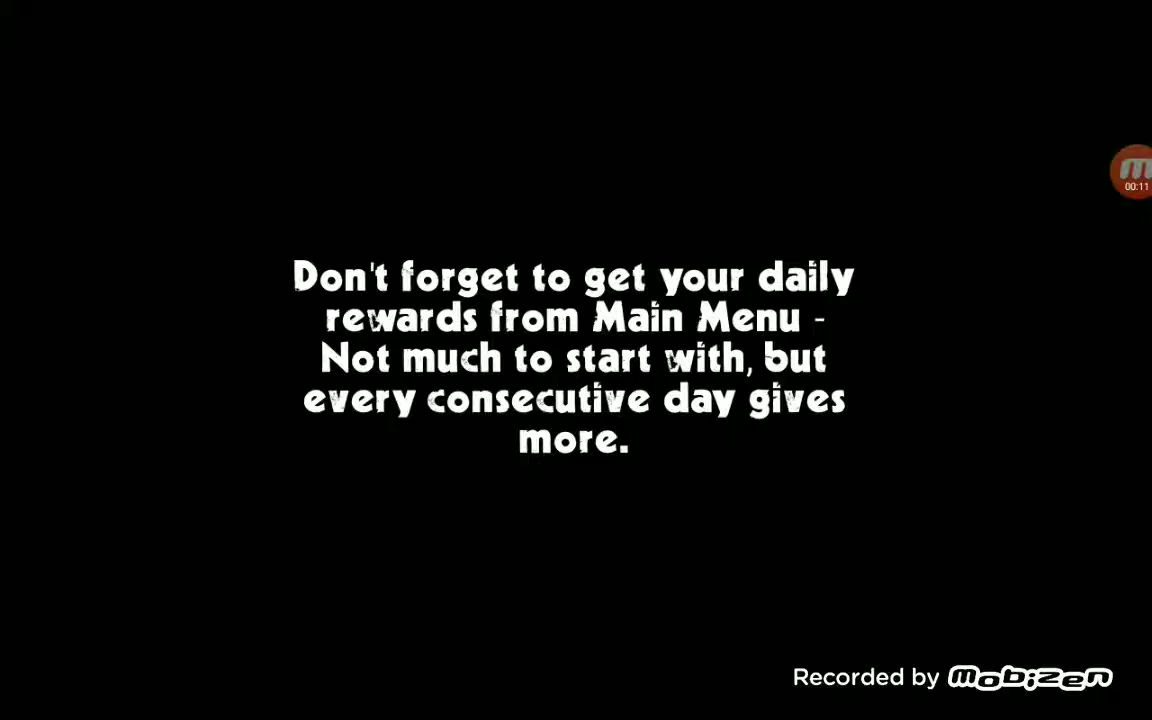 Don't forget to get your daily
rewards from Main Menu -
Not much to start with, but
every consecutive day gives
more.
00:11
Recorded by mobizen